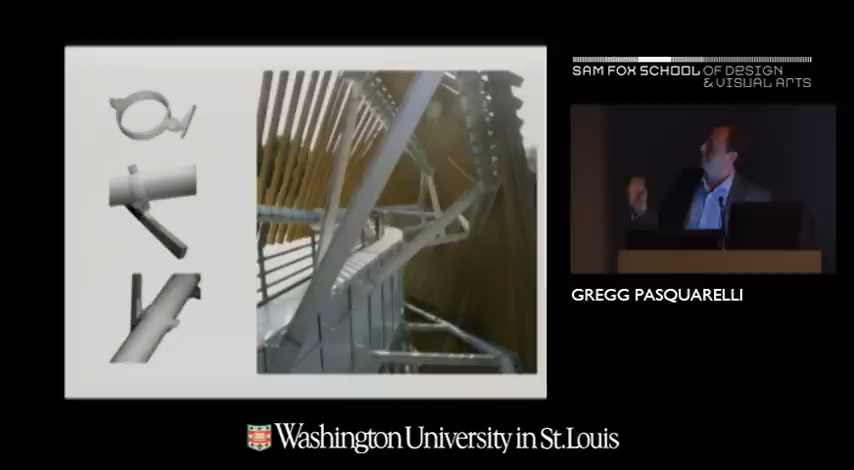 SAM FOX SCHOOL OF DESIGN
& VISUAL ARTS
GREGG PASQUARELLI
Washington University in St. Louis